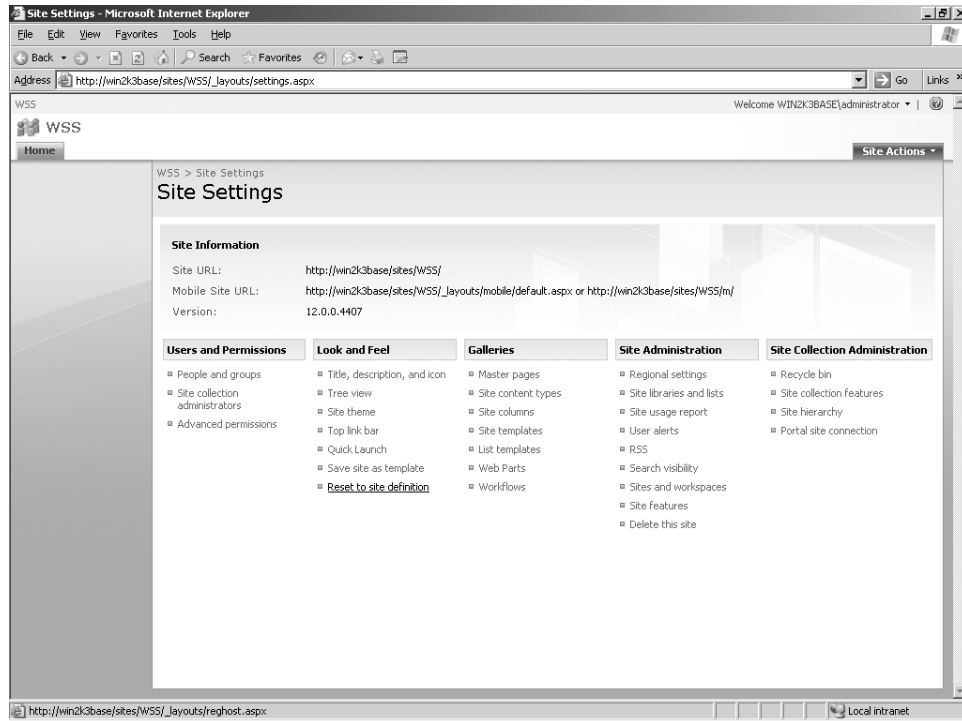 Site Settings - Microsoft Internet Explorer
File Edit View Favorites Tools Help
Back Search Favorites
Address http://win2k3base/sites/WSS/_layouts/settings.aspx Go Links
WSS Welcome WIN2K3BASE\administrator
WSS
Home Site Actions
WSS > Site Settings
Site Settings
Site Information
Site URL: http://win2k3base/sites/WSS/
Mobile Site URL: http://win2k3base/sites/WSS/_layouts/mobile/default.aspx or http://win2k3base/sites/WSS/m/
Version: 12.0.0.4407
Users and Permissions
People and groups
Site collection
administrators
Advanced permissions
Look and Feel
Title, description, and icon
Tree view
Site theme
Top link bar
Quick Launch
Save site as template
Reset to site definition
Galleries
Master pages
Site content types
Site columns
Site templates
List templates
Web Parts
Workflows
Site Administration
Regional settings
Site libraries and lists
Site usage report
User alerts
RSS
Search visibility
Sites and workspaces
Site features
Delete this site
Site Collection Administration
Recycle bin
Site collection features
Site hierarchy
Portal site connection
http://win2k3base/sites/WSS/_layouts/reghost.aspx Local intranet